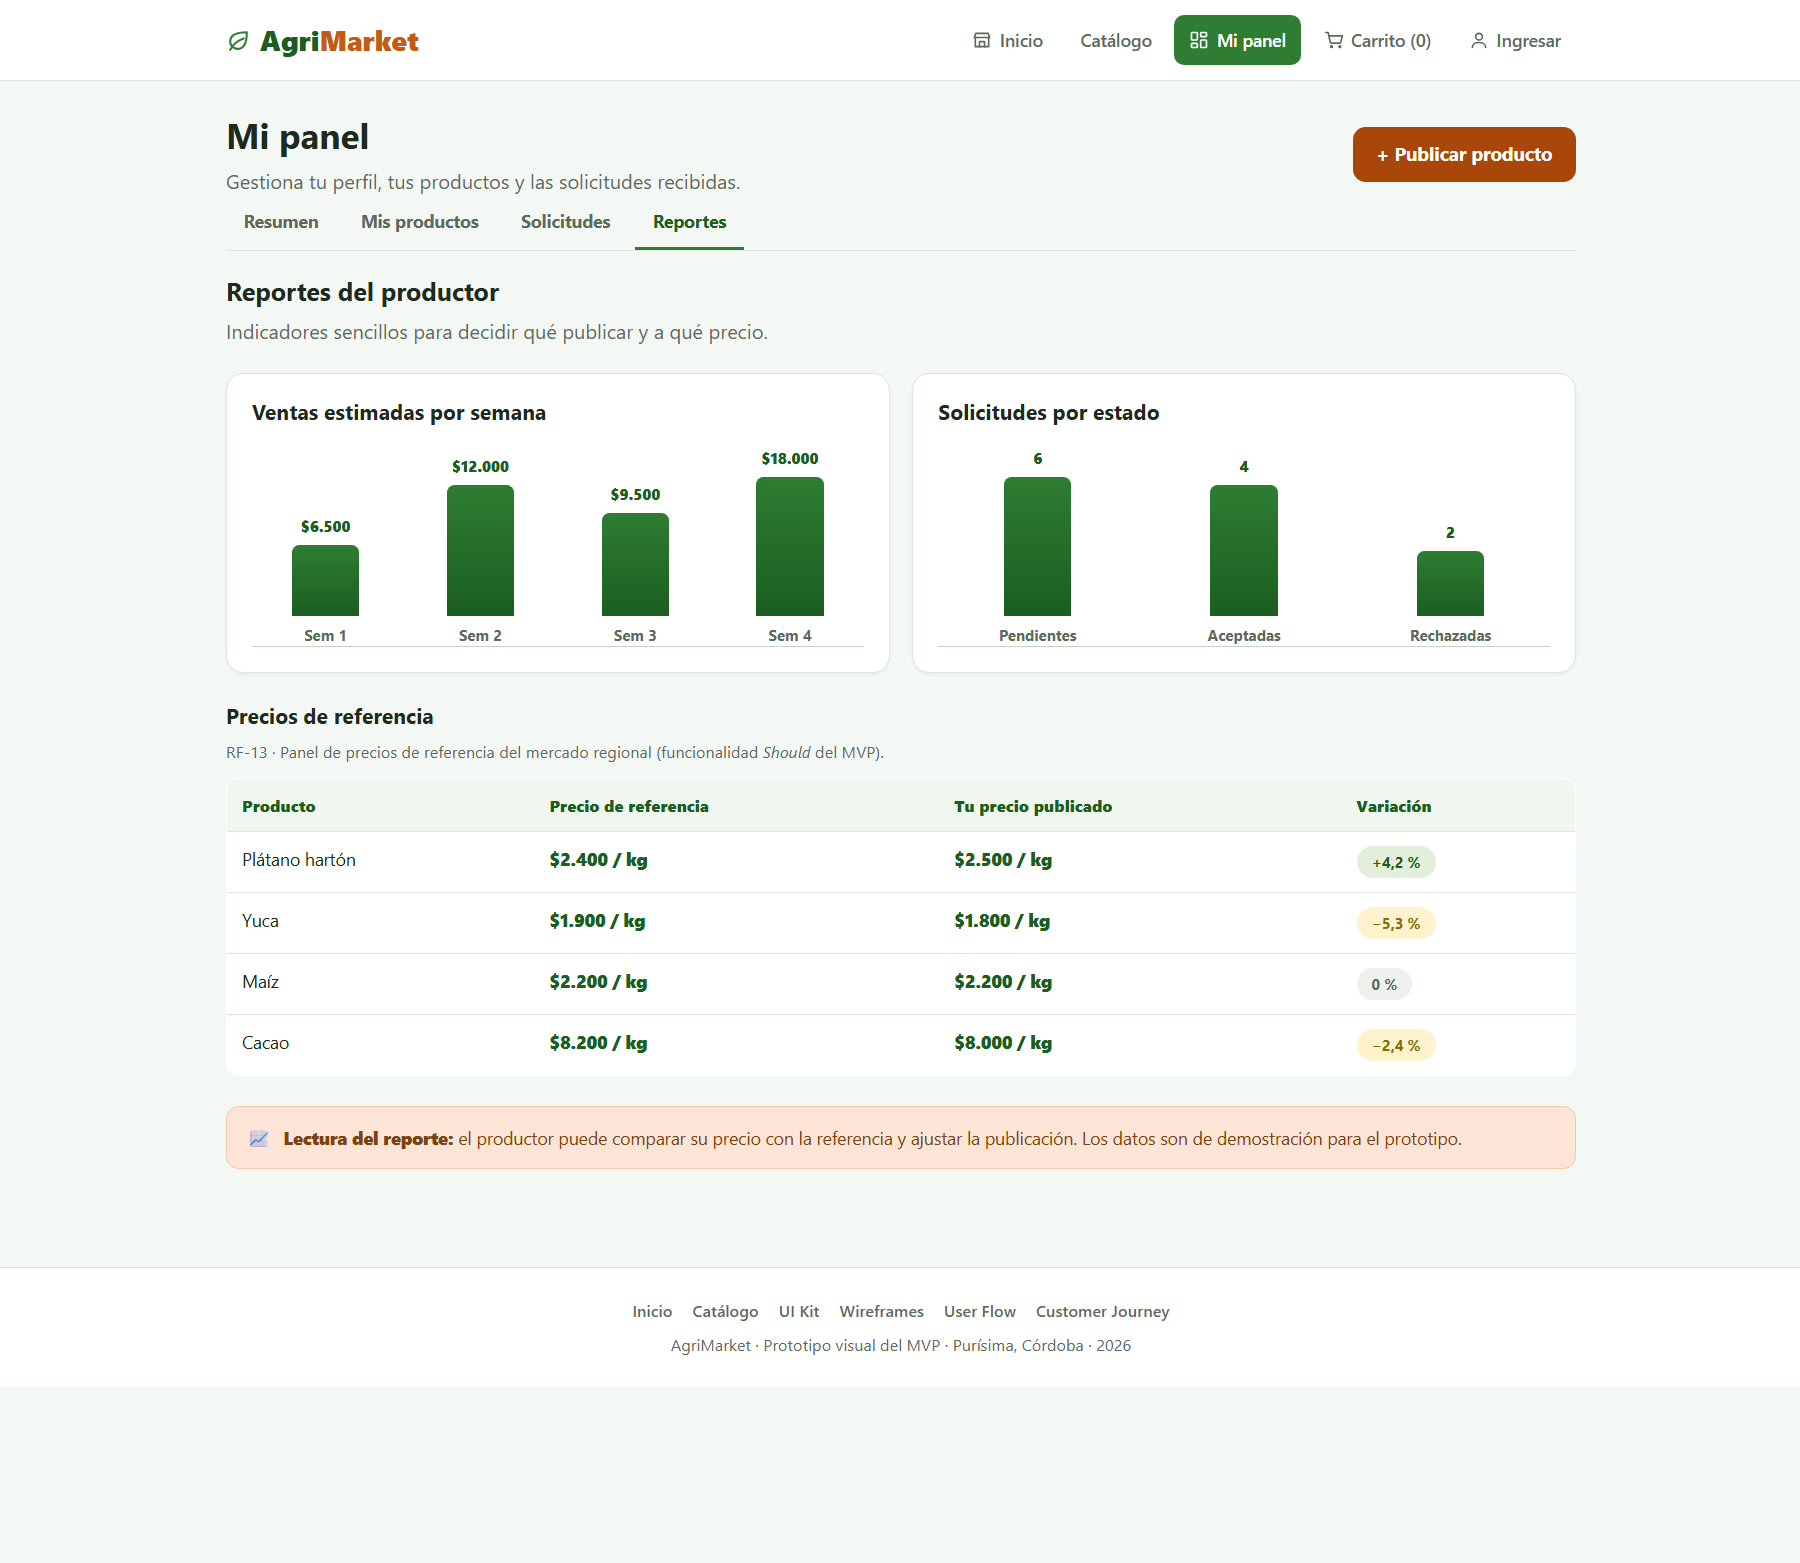 AgriMarket
Inicio
Catálogo
Mi panel
Carrito (0)
Ingresar
Mi panel
Gestiona tu perfil, tus productos y las solicitudes recibidas.
+ Publicar producto
Resumen
Mis productos
Solicitudes
Reportes
Reportes del productor
Indicadores sencillos para decidir qué publicar y a qué precio.
Ventas estimadas por semana
$6.500
$12.000
$9.500
$18.000
Sem 1
Sem 2
Sem 3
Sem 4
Solicitudes por estado
6
4
2
Pendientes
Aceptadas
Rechazadas
Precios de referencia
RF-13 · Panel de precios de referencia del mercado regional (funcionalidad Should del MVP).
Producto Precio de referencia Tu precio publicado Variación
Plátano hartón $2.400 / kg $2.500 / kg +4,2 %
Yuca $1.900 / kg $1.800 / kg −5,3 %
Maíz $2.200 / kg $2.200 / kg 0 %
Cacao $8.200 / kg $8.000 / kg −2,4 %
Lectura del reporte: el productor puede comparar su precio con la referencia y ajustar la publicación. Los datos son de demostración para el prototipo.
Inicio Catálogo UI Kit Wireframes User Flow Customer Journey
AgriMarket · Prototipo visual del MVP · Purísima, Córdoba · 2026